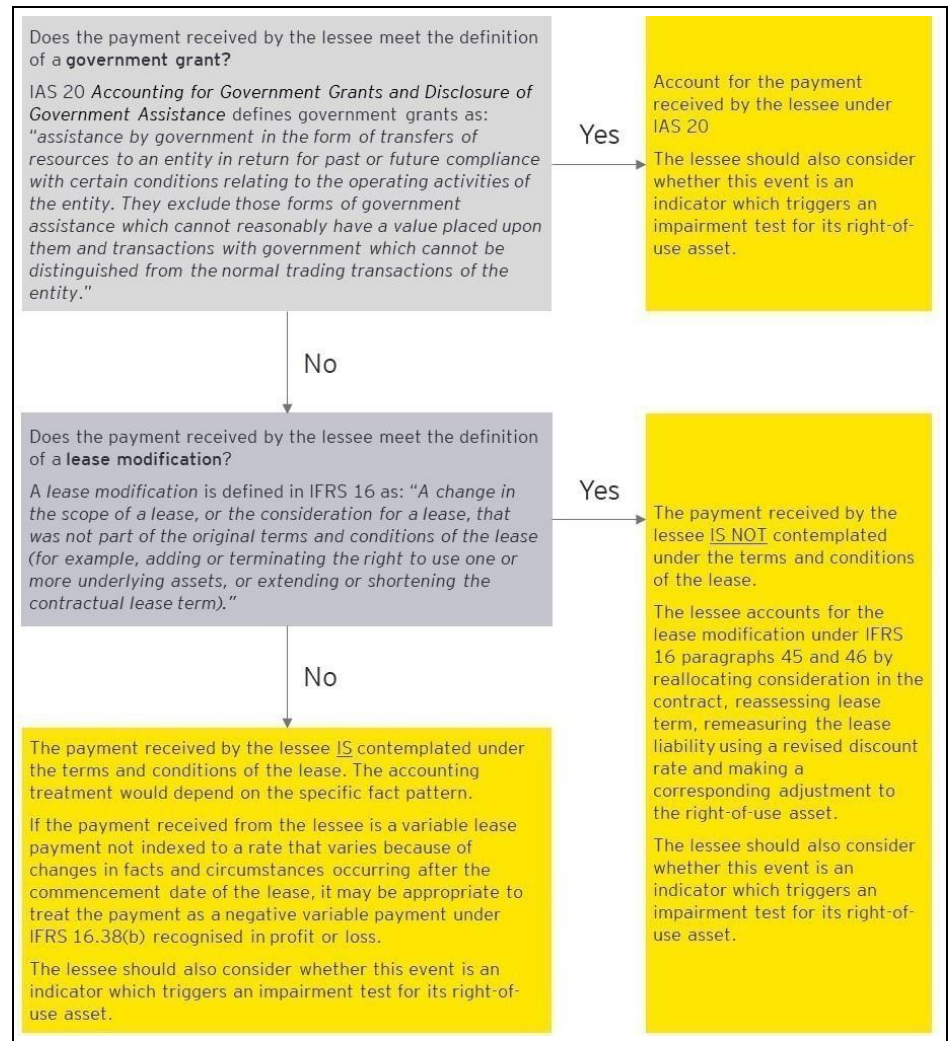 Does the payment received by the lessee meet the definition
of a government grant?
IAS 20 Accounting for Government Grants and Disclosure of
Government Assistance defines government grants as:
“assistance by government in the form of transfers of
resources to an entity in return for past or future compliance
with certain conditions relating to the operating activities of
the entity. They exclude those forms of government
assistance which cannot reasonably have a value placed upon
them and transactions with government which cannot be
distinguished from the normal trading transactions of the
entity.”
Yes
Account for the payment
received by the lessee under
IAS 20
The lessee should also consider
whether this event is an
indicator which triggers an
impairment test for its right-of-
use asset.
No
Does the payment received by the lessee meet the definition
of a lease modification?
A lease modification is defined in IFRS 16 as: “A change in
the scope of a lease, or the consideration for a lease, that
was not part of the original terms and conditions of the lease
(for example, adding or terminating the right to use one or
more underlying assets, or extending or shortening the
contractual lease term).”
Yes
The payment received by the
lessee IS NOT contemplated
under the terms and conditions
of the lease.
The lessee accounts for the
lease modification under IFRS
16 paragraphs 45 and 46 by
reallocating consideration in the
contract, reassessing lease
term, remeasuring the lease
liability using a revised discount
rate and making a
corresponding adjustment to
the right-of-use asset.
The lessee should also consider
whether this event is an
indicator which triggers an
impairment test for its right-of-
use asset.
No
The payment received by the lessee IS contemplated under
the terms and conditions of the lease. The accounting
treatment would depend on the specific fact pattern.
If the payment received from the lessee is a variable lease
payment not indexed to a rate that varies because of
changes in facts and circumstances occurring after the
commencement date of the lease, it may be appropriate to
treat the payment as a negative variable payment under
IFRS 16.38(b) recognised in profit or loss.
The lessee should also consider whether this event is an
indicator which triggers an impairment test for its right-of-
use asset.